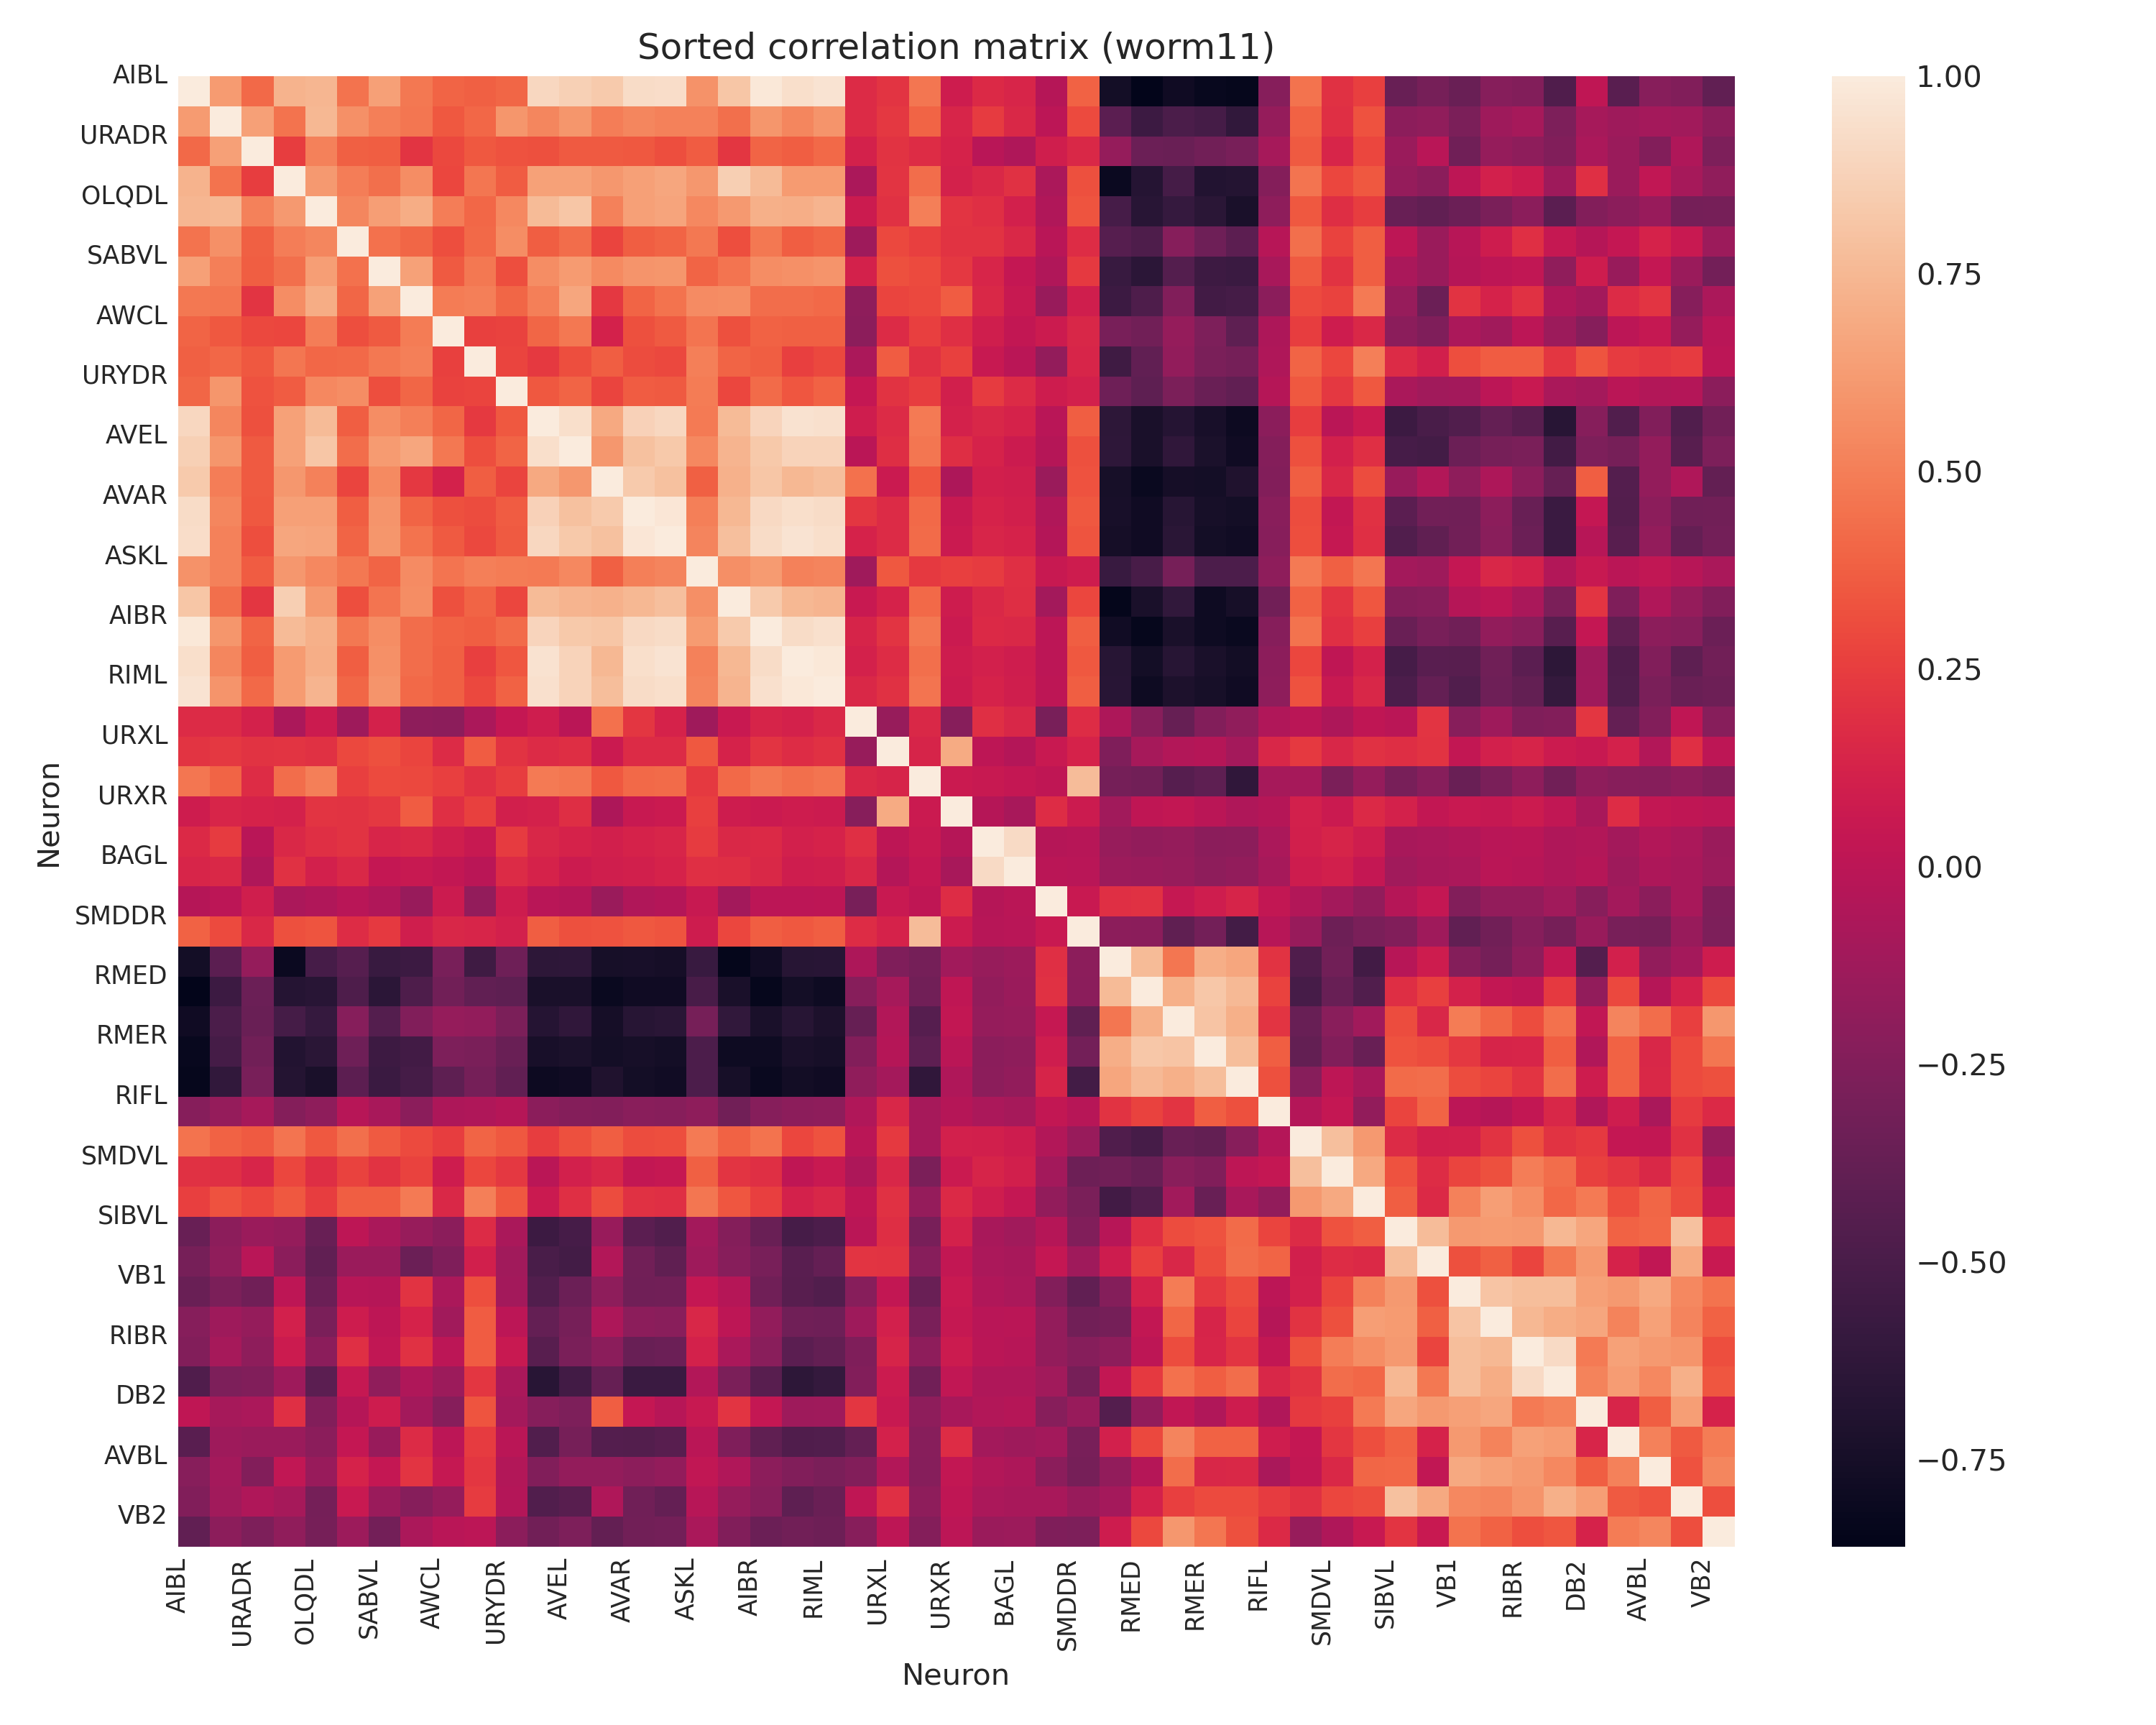 Sorted correlation matrix (worm11)
Neuron
AIBL
URADR
OLQDL
SABVL
AWCL
URYDR
AVEL
AVAR
ASKL
AIBR
RIML
URXL
URXR
BAGL
SMDDR
RMED
RMER
RIFL
SMDVL
SIBVL
VB1
RIBR
DB2
AVBL
VB2
AIBL
URADR
OLQDL
SABVL
AWCL
URYDR
AVEL
AVAR
ASKL
AIBR
RIML
URXL
URXR
BAGL
SMDDR
RMED
RMER
RIFL
SMDVL
SIBVL
VB1
RIBR
DB2
AVBL
VB2
Neuron
1.00
0.75
0.50
0.25
0.00
−0.25
−0.50
−0.75